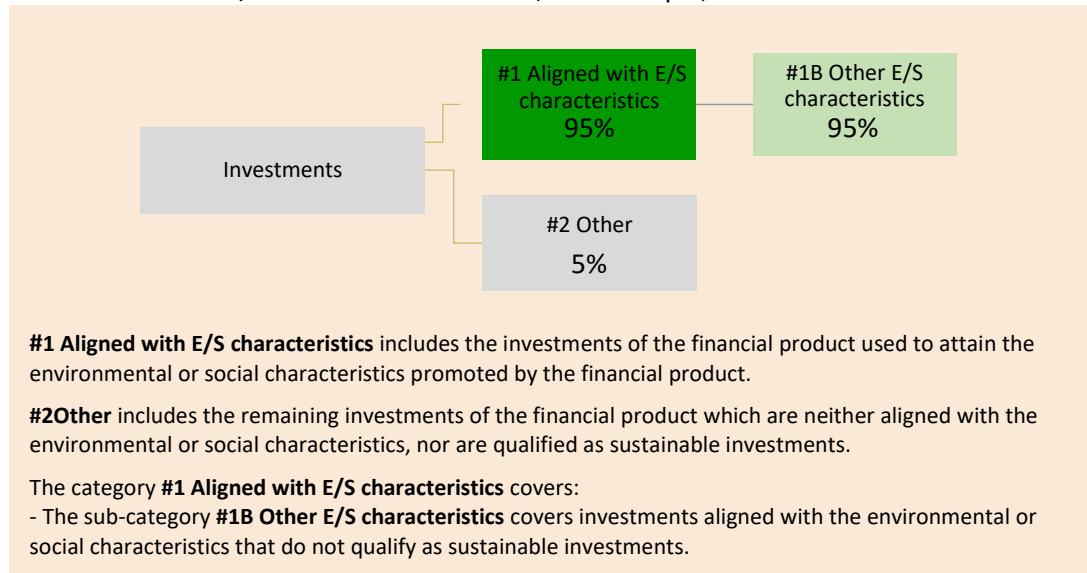 #1 Aligned with E/S
characteristics
95%
#1B Other E/S
characteristics
95%
Investments
#2 Other
5%
#1 Aligned with E/S characteristics includes the investments of the financial product used to attain the
environmental or social characteristics promoted by the financial product.
#2Other includes the remaining investments of the financial product which are neither aligned with the
environmental or social characteristics, nor are qualified as sustainable investments.
The category #1 Aligned with E/S characteristics covers:
- The sub-category #1B Other E/S characteristics covers investments aligned with the environmental or
social characteristics that do not qualify as sustainable investments.